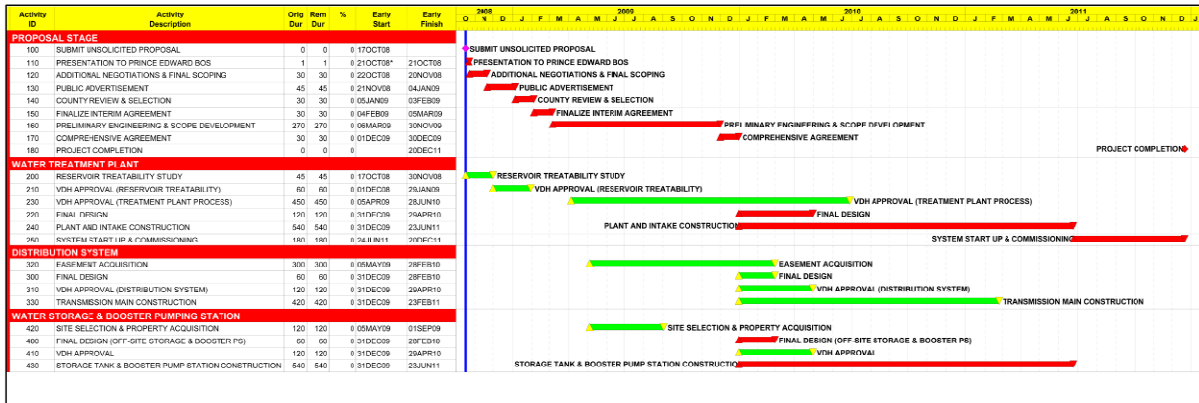 Activity ID Activity Description Orig Dur Rem Dur % Early Start Early Finish 2008 2009 2010 2011
O N D J F M A M J J A S O N D J F M A M J J A S O N D J F M A M J J A S O N D J
PROPOSAL STAGE
100 SUBMIT UNSOLICITED PROPOSAL 0 0 0 17OCT08 SUBMIT UNSOLICITED PROPOSAL
110 PRESENTATION TO PRINCE EDWARD BOS 1 1 0 21OCT08* 21OCT08 PRESENTATION TO PRINCE EDWARD BOS
120 ADDITIONAL NEGOTIATIONS & FINAL SCOPING 30 30 0 22OCT08 20NOV08 ADDITIONAL NEGOTIATIONS & FINAL SCOPING
130 PUBLIC ADVERTISEMENT 45 45 0 21NOV08 04JAN09 PUBLIC ADVERTISEMENT
140 COUNTY REVIEW & SELECTION 30 30 0 05JAN09 03FEB09 COUNTY REVIEW & SELECTION
150 FINALIZE INTERIM AGREEMENT 30 30 0 04FEB09 05MAR09 FINALIZE INTERIM AGREEMENT
160 PRELIMINARY ENGINEERING & SCOPE DEVELOPMENT 270 270 0 06MAR09 30NOV09 PRELIMINARY ENGINEERING & SCOPE DEVELOPMENT
170 COMPREHENSIVE AGREEMENT 30 30 0 01DEC09 30DEC09 COMPREHENSIVE AGREEMENT
180 PROJECT COMPLETION 0 0 0 20DEC11 PROJECT COMPLETION
WATER TREATMENT PLANT
200 RESERVOIR TREATABILITY STUDY 45 45 0 17OCT08 30NOV08 RESERVOIR TREATABILITY STUDY
210 VDH APPROVAL (RESERVOIR TREATABILITY) 60 60 0 01DEC08 29JAN09 VDH APPROVAL (RESERVOIR TREATABILITY)
230 VDH APPROVAL (TREATMENT PLANT PROCESS) 450 450 0 05APR09 28JUN10 VDH APPROVAL (TREATMENT PLANT PROCESS)
220 FINAL DESIGN 120 120 0 31DEC09 29APR10 FINAL DESIGN
240 PLANT AND INTAKE CONSTRUCTION 540 540 0 31DEC09 23JUN11 PLANT AND INTAKE CONSTRUCTION
250 SYSTEM START UP & COMMISSIONING 180 180 0 24JUN11 20DEC11 SYSTEM START UP & COMMISSIONING
DISTRIBUTION SYSTEM
320 EASEMENT ACQUISITION 300 300 0 05MAY09 28FEB10 EASEMENT ACQUISITION
300 FINAL DESIGN 60 60 0 31DEC09 28FEB10 FINAL DESIGN
310 VDH APPROVAL (DISTRIBUTION SYSTEM) 120 120 0 31DEC09 29APR10 VDH APPROVAL (DISTRIBUTION SYSTEM)
330 TRANSMISSION MAIN CONSTRUCTION 420 420 0 31DEC09 23FEB11 TRANSMISSION MAIN CONSTRUCTION
WATER STORAGE & BOOSTER PUMPING STATION
420 SITE SELECTION & PROPERTY ACQUISITION 120 120 0 05MAY09 01SEP09 SITE SELECTION & PROPERTY ACQUISITION
400 FINAL DESIGN (OFF-SITE STORAGE & BOOSTER PS) 60 60 0 31DEC09 28FEB10 FINAL DESIGN (OFF-SITE STORAGE & BOOSTER PS)
410 VDH APPROVAL 120 120 0 31DEC09 29APR10 VDH APPROVAL
430 STORAGE TANK & BOOSTER PUMP STATION CONSTRUCTION 540 540 0 31DEC09 23JUN11 STORAGE TANK & BOOSTER PUMP STATION CONSTRUCTION